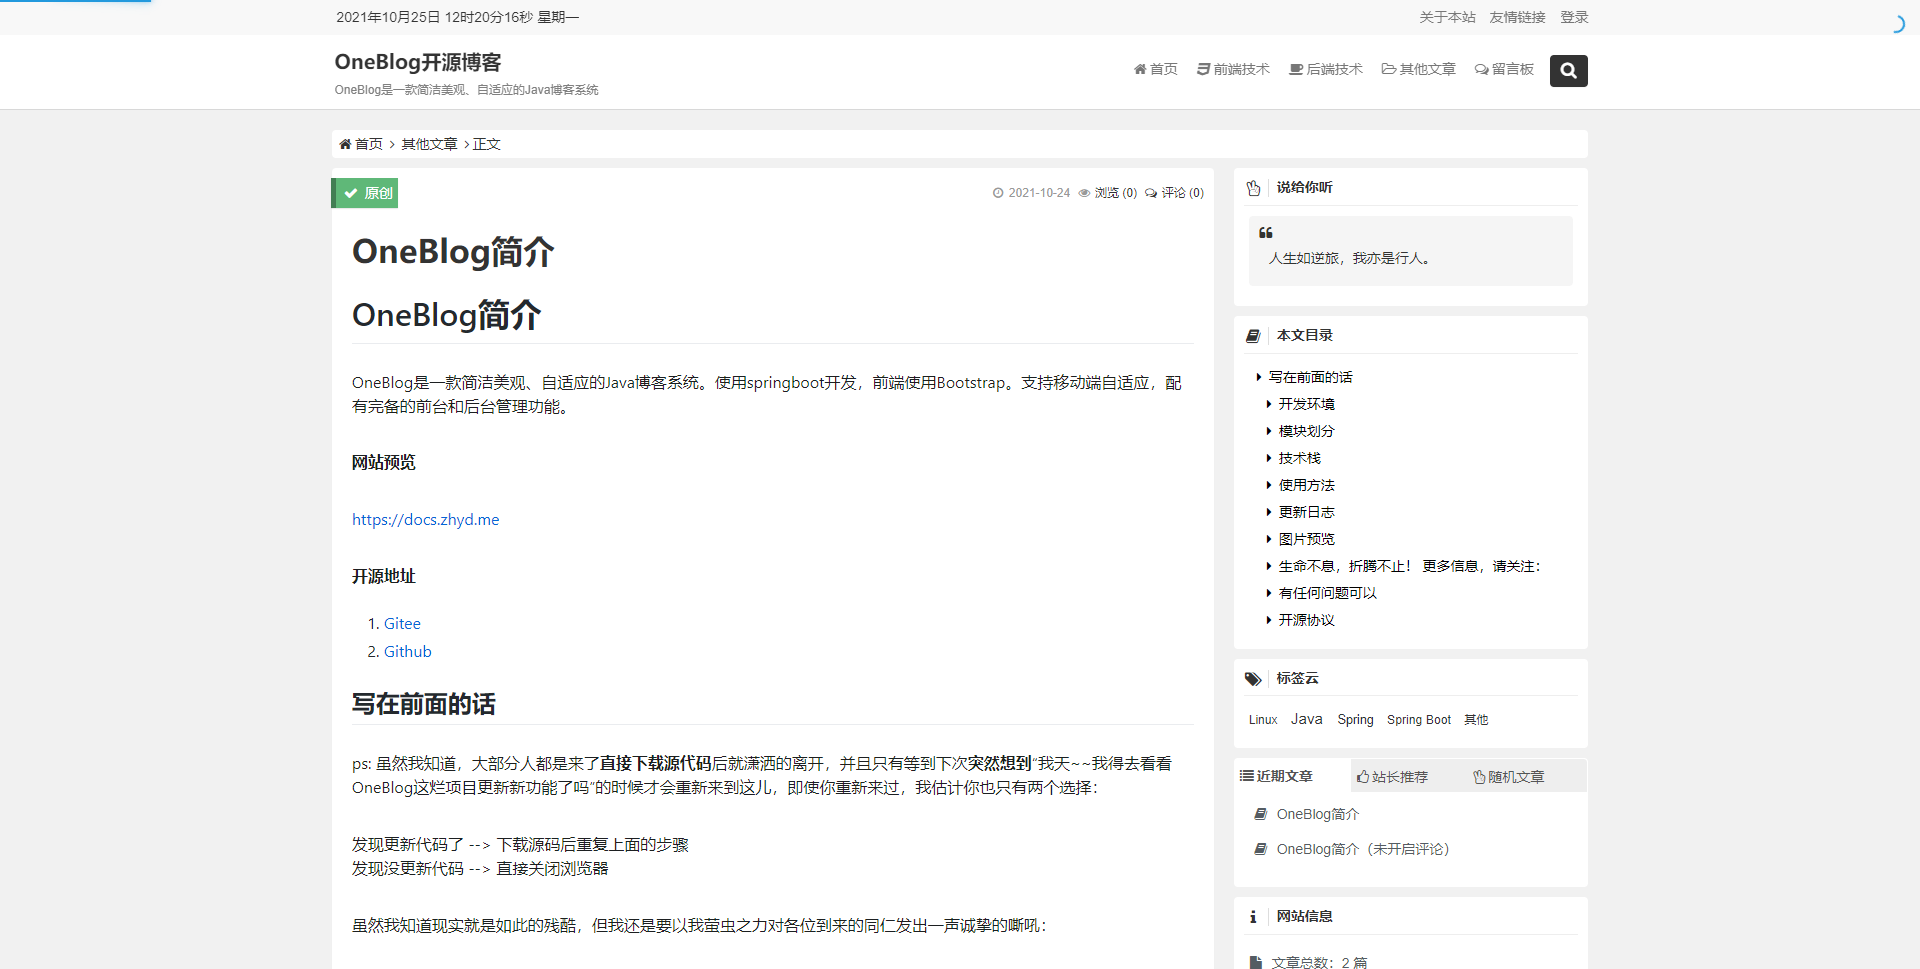 2021年10月25日 12时20分16秒 星期一
关于本站 友情链接 登录
OneBlog开源博客
OneBlog是一款简洁美观、自适应的Java博客系统
首页 前端技术 后端技术 其他文章 留言板
首页 > 其他文章 > 正文
原创
2021-10-24 浏览 (0) 评论 (0)
OneBlog简介
OneBlog简介
OneBlog是一款简洁美观、自适应的Java博客系统。使用springboot开发，前端使用Bootstrap。支持移动端自适应，配
有完备的前台和后台管理功能。
网站预览
https://docs.zhyd.me
开源地址
1. Gitee
2. Github
写在前面的话
ps: 虽然我知道，大部分人都是来了直接下载源代码后就潇洒的离开，并且只有等到下次突然想到“我天~~我得去看看
OneBlog这烂项目更新新功能了吗”的时候才会重新来到这儿，即使你重新来过，我估计你也只有两个选择：
发现更新代码了 --> 下载源码后重复上面的步骤
发现没更新代码 --> 直接关闭浏览器
虽然我知道现实就是如此的残酷，但我还是要以我萤虫之力对各位到来的同仁发出一声诚挚的嘶吼：
说给你听
人生如逆旅，我亦是行人。
本文目录
写在前面的话
开发环境
模块划分
技术栈
使用方法
更新日志
图片预览
生命不息，折腾不止！ 更多信息，请关注：
有任何问题可以
开源协议
标签云
Linux Java Spring Spring Boot 其他
近期文章 站长推荐 随机文章
OneBlog简介
OneBlog简介（未开启评论）
网站信息
文章总数：2 篇